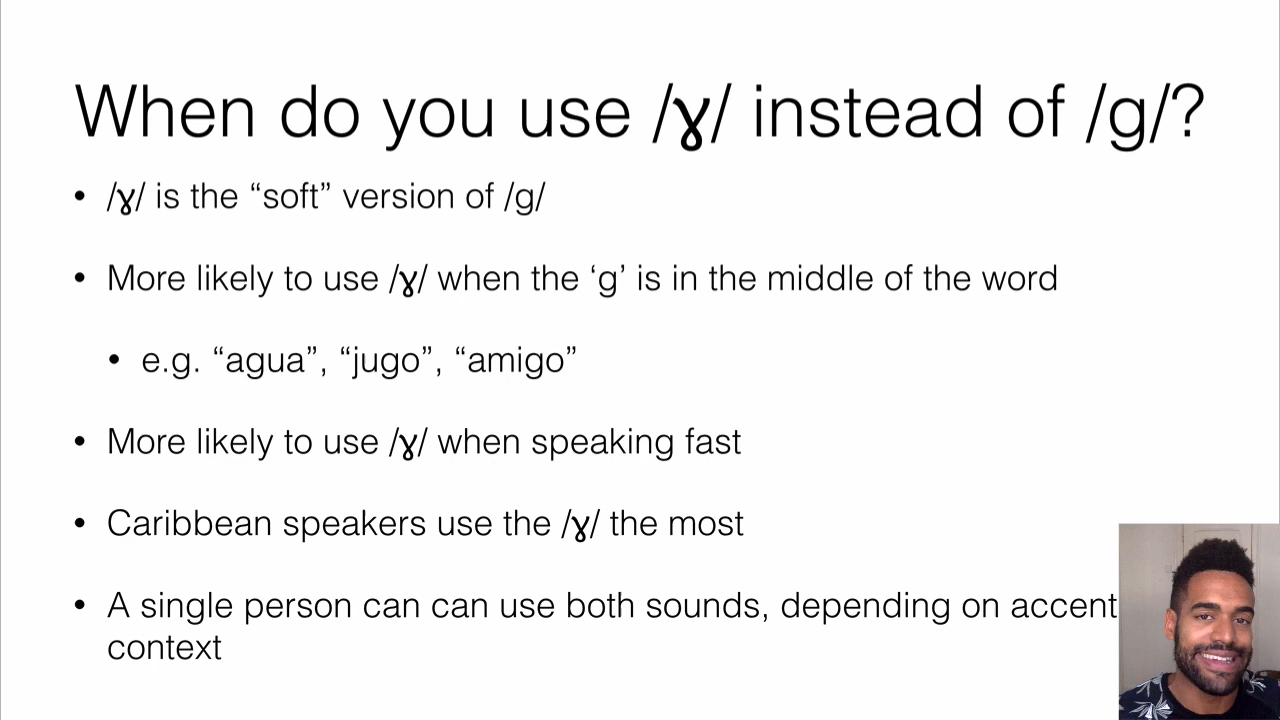 When do you use /ɣ/ instead of /g/?
• /ɣ/ is the “soft” version of /g/
• More likely to use /ɣ/ when the ‘g’ is in the middle of the word
• e.g. “agua”, “jugo”, “amigo”
• More likely to use /ɣ/ when speaking fast
• Caribbean speakers use the /ɣ/ the most
• A single person can can use both sounds, depending on accent
context